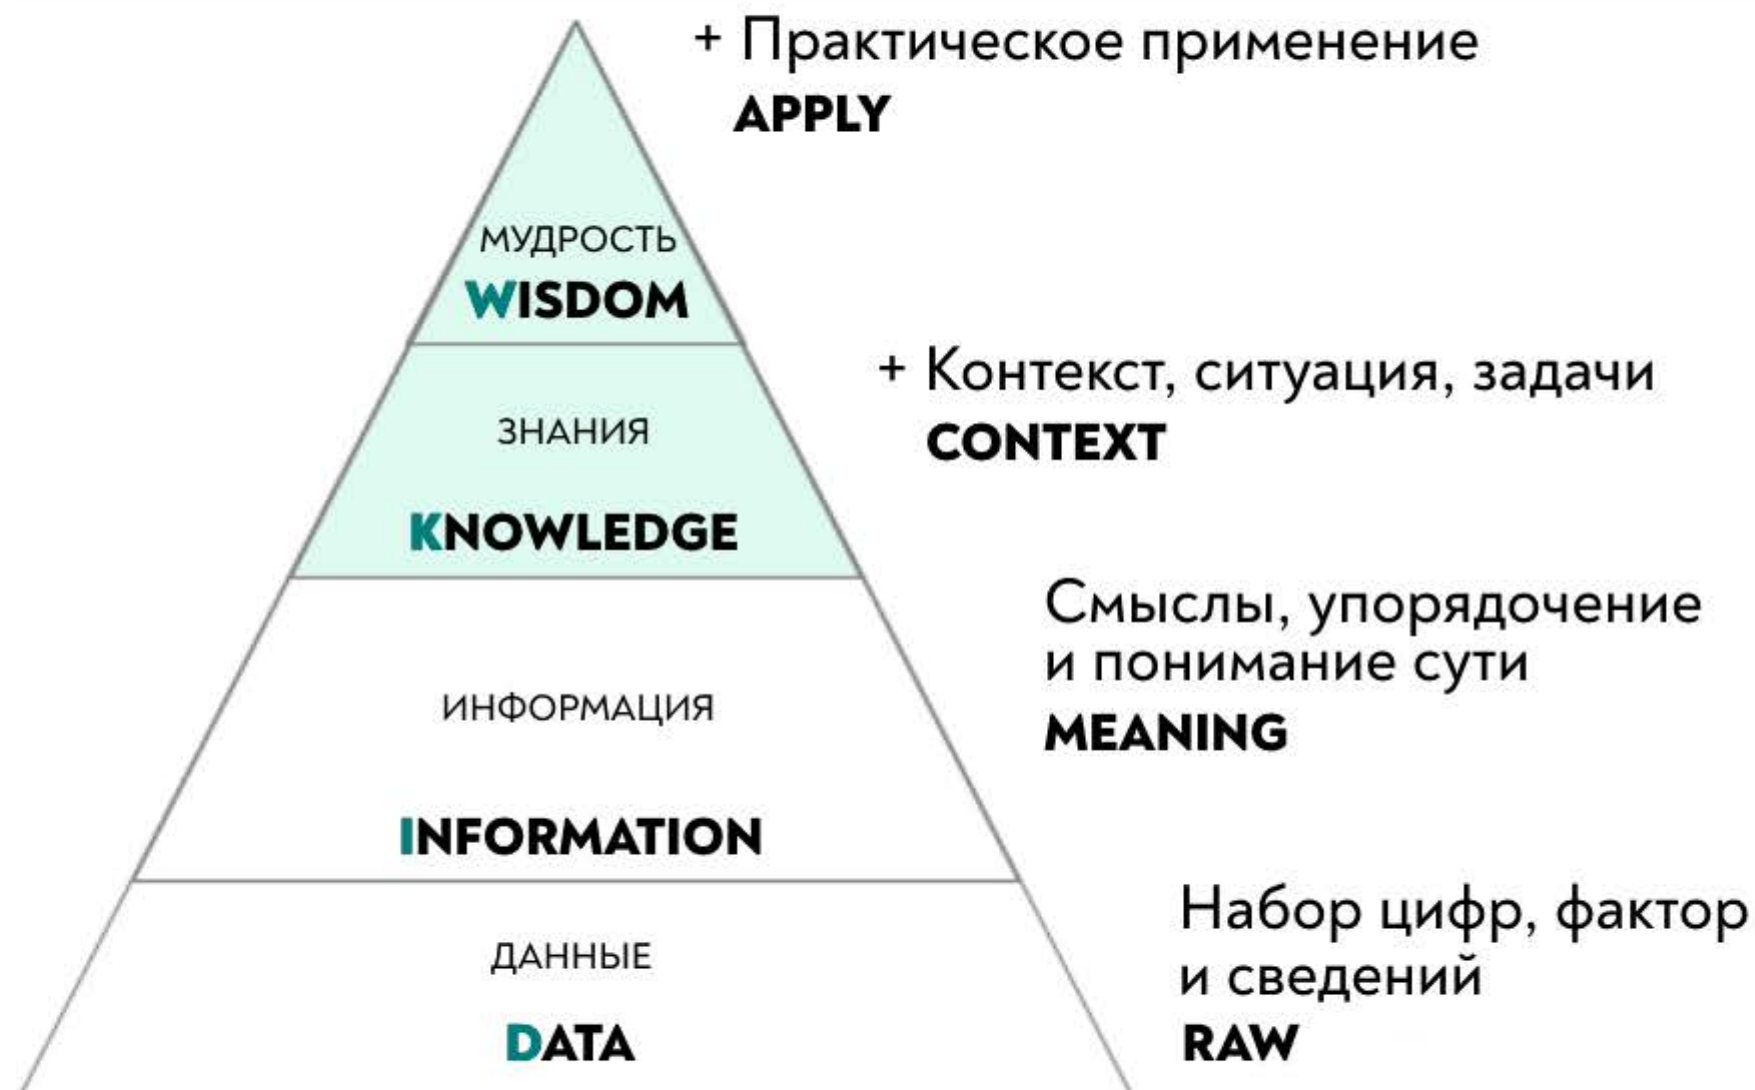 + Практическое применение
APPLY
МУДРОСТЬ
WISDOM
+ Контекст, ситуация, задачи
CONTEXT
ЗНАНИЯ
KNOWLEDGE
Смыслы, упорядочение
и понимание сути
MEANING
ИНФОРМАЦИЯ
INFORMATION
Набор цифр, фактор
и сведений
RAW
ДАННЫЕ
DATA